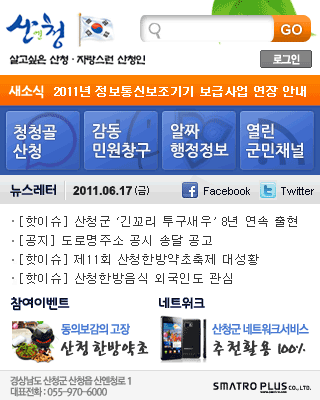 산엔청
GO
살고싶은 산청·자랑스런 산청인
로그인
새소식 2011년 정보통신보조기기 보급사업 연장 안내
청청골 산청
감동 민원창구
알짜 행정정보
열린 군민채널
뉴스레터 2011.06.17(금) Facebook Twitter
· [핫이슈] 산청군 ‘긴꼬리 투구새우’ 8년 연속 출현
· [공지] 도로명주소 공시 송달 공고
· [핫이슈] 제11회 산청한방약초축제 대성황
· [핫이슈] 산청한방음식 외국인도 관심
참여이벤트
동의보감의 고장
산청한방약초
네트워크
산청군 네트워크서비스
추천활용 100%
경상남도 산청군 산청읍 산엔청로 1
대표전화 : 055-970-6000
SMATRO PLUS CO., LTD.